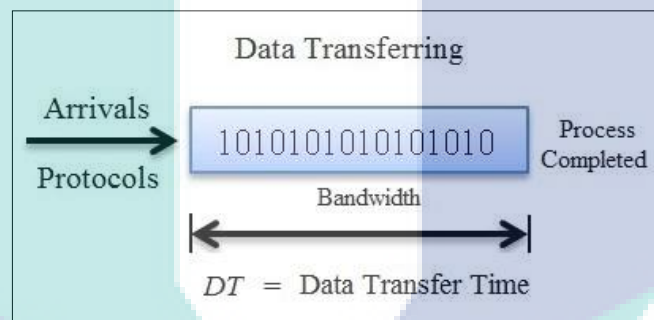 Data Transferring
Arrivals
Protocols
1010101010101010
Process
Completed
Bandwidth
DT = Data Transfer Time